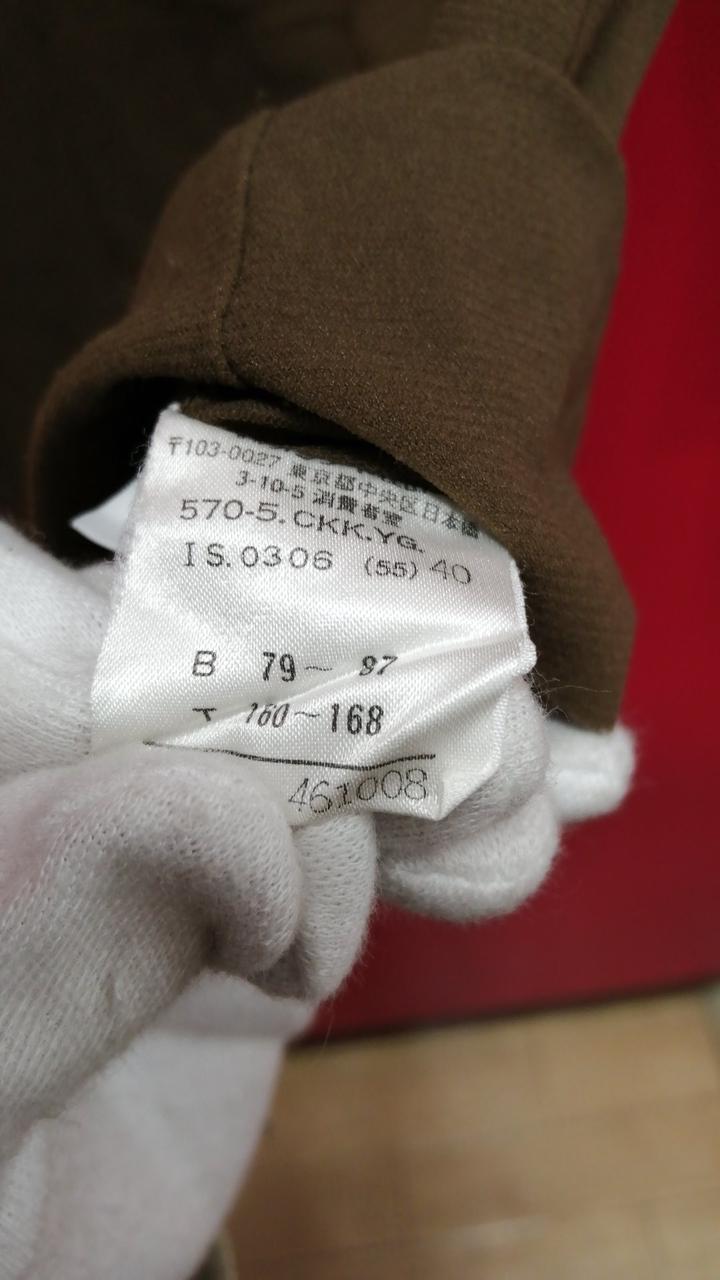 〒103-0027 東京都中央区日本橋
3-10-5 消費者室
570-5.CKK.YG.
IS.0306 (55) 40
B 79~87
T 160~168
461008